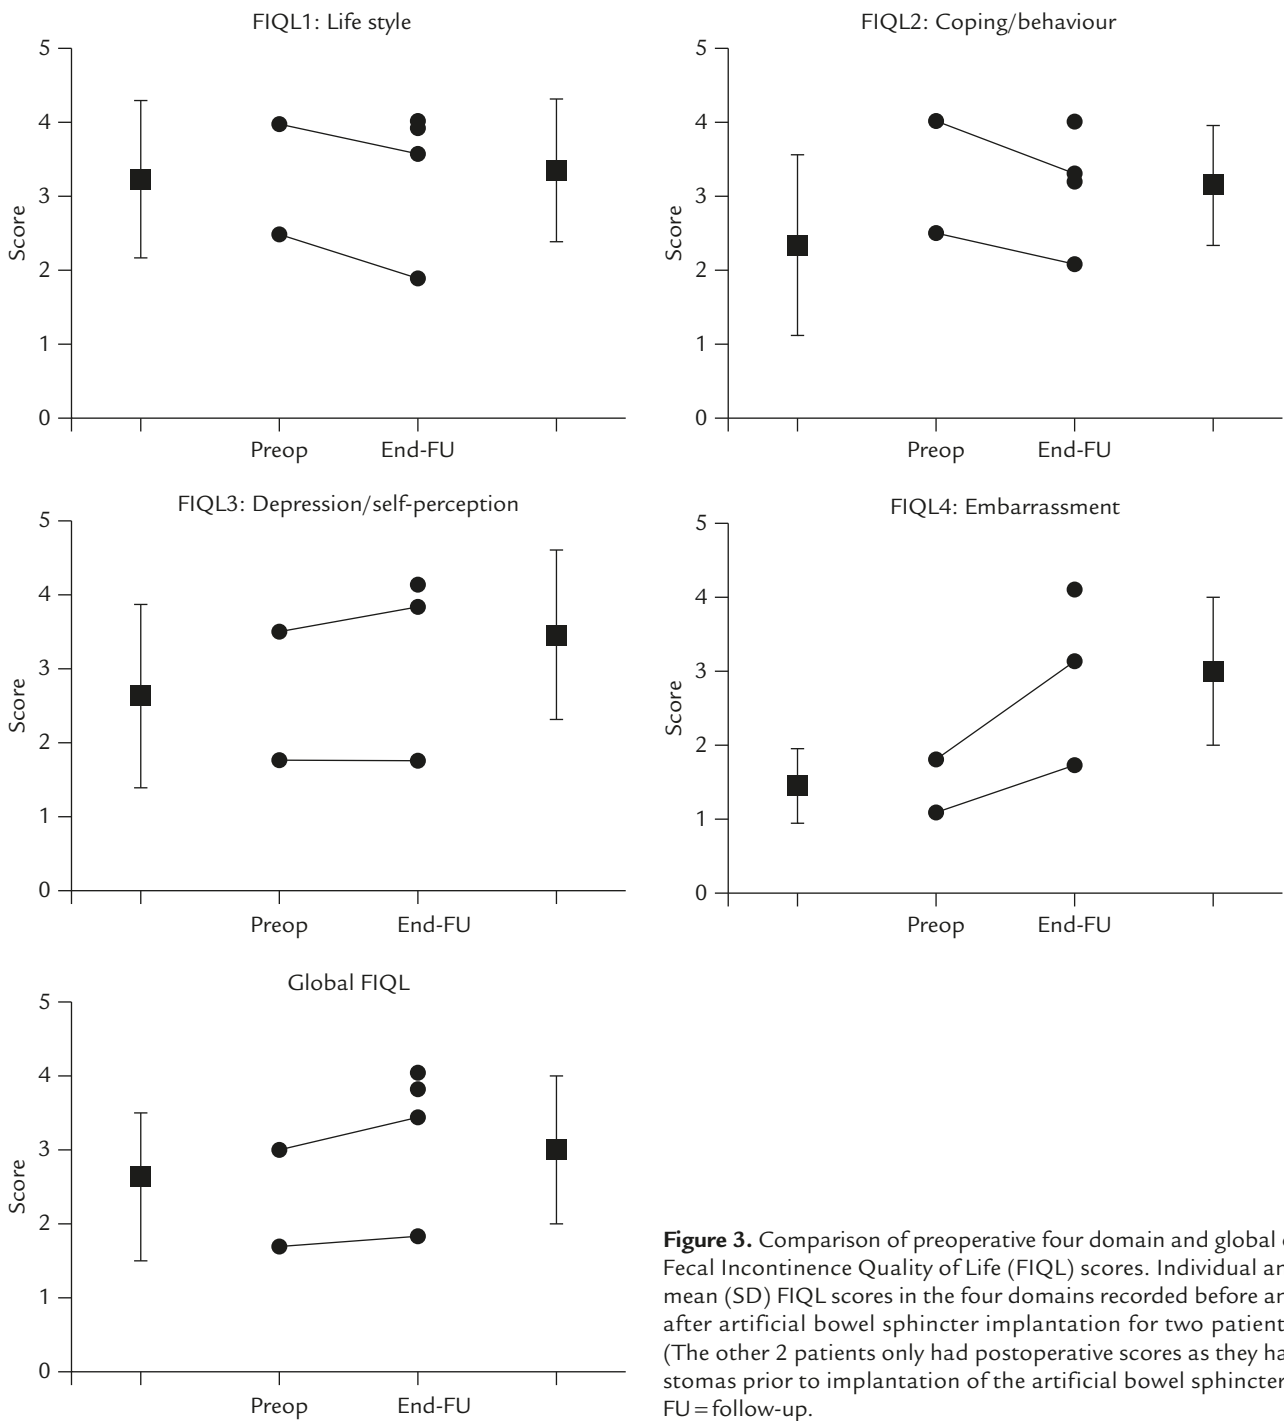 FIQL1: Life style
5
4
3
2
1
0
Score
Preop End-FU
FIQL2: Coping/behaviour
5
4
3
2
1
0
Score
Preop End-FU
FIQL3: Depression/self-perception
5
4
3
2
1
0
Score
Preop End-FU
FIQL4: Embarrassment
5
4
3
2
1
0
Score
Preop End-FU
Global FIQL
5
4
3
2
1
0
Score
Preop End-FU
Figure 3. Comparison of preoperative four domain and global
Fecal Incontinence Quality of Life (FIQL) scores. Individual
mean (SD) FIQL scores in the four domains recorded before
after artificial bowel sphincter implantation for two
(The other 2 patients only had postoperative scores as they
stomas prior to implantation of the artificial bowel sphincter
FU = follow-up.